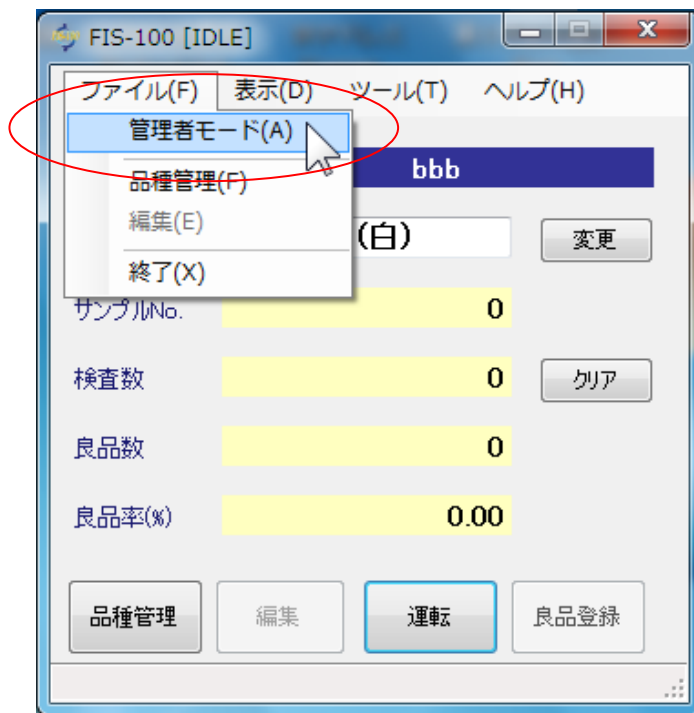 FIS-100 [IDLE]
ファイル(F) 表示(D) ツール(T) ヘルプ(H)
管理者モード(A)
bbb
品種管理(F)
(白) 変更
編集(E)
終了(X)
サンプルNo. 0
検査数 0 クリア
良品数 0
良品率(%) 0.00
品種管理 編集 運転 良品登録